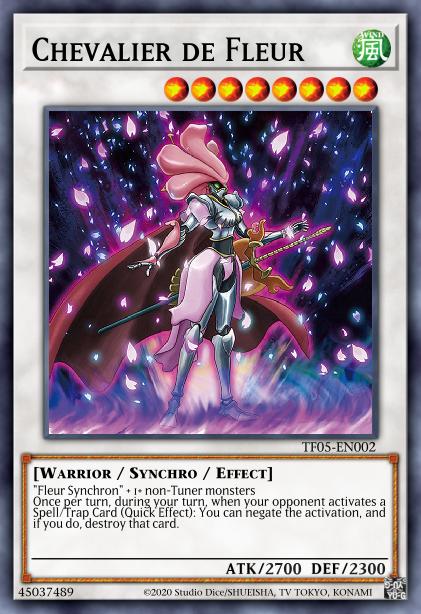 CHEVALIER DE FLEUR
WIND
風
TF05-EN002
[WARRIOR / SYNCHRO / EFFECT]
"Fleur Synchron" + 1+ non-Tuner monsters
Once per turn, during your turn, when your opponent activates a
Spell/Trap Card (Quick Effect): You can negate the activation, and
if you do, destroy that card.
ATK/2700 DEF/2300
45037489
©2020 Studio Dice/SHUEISHA, TV TOKYO, KONAMI